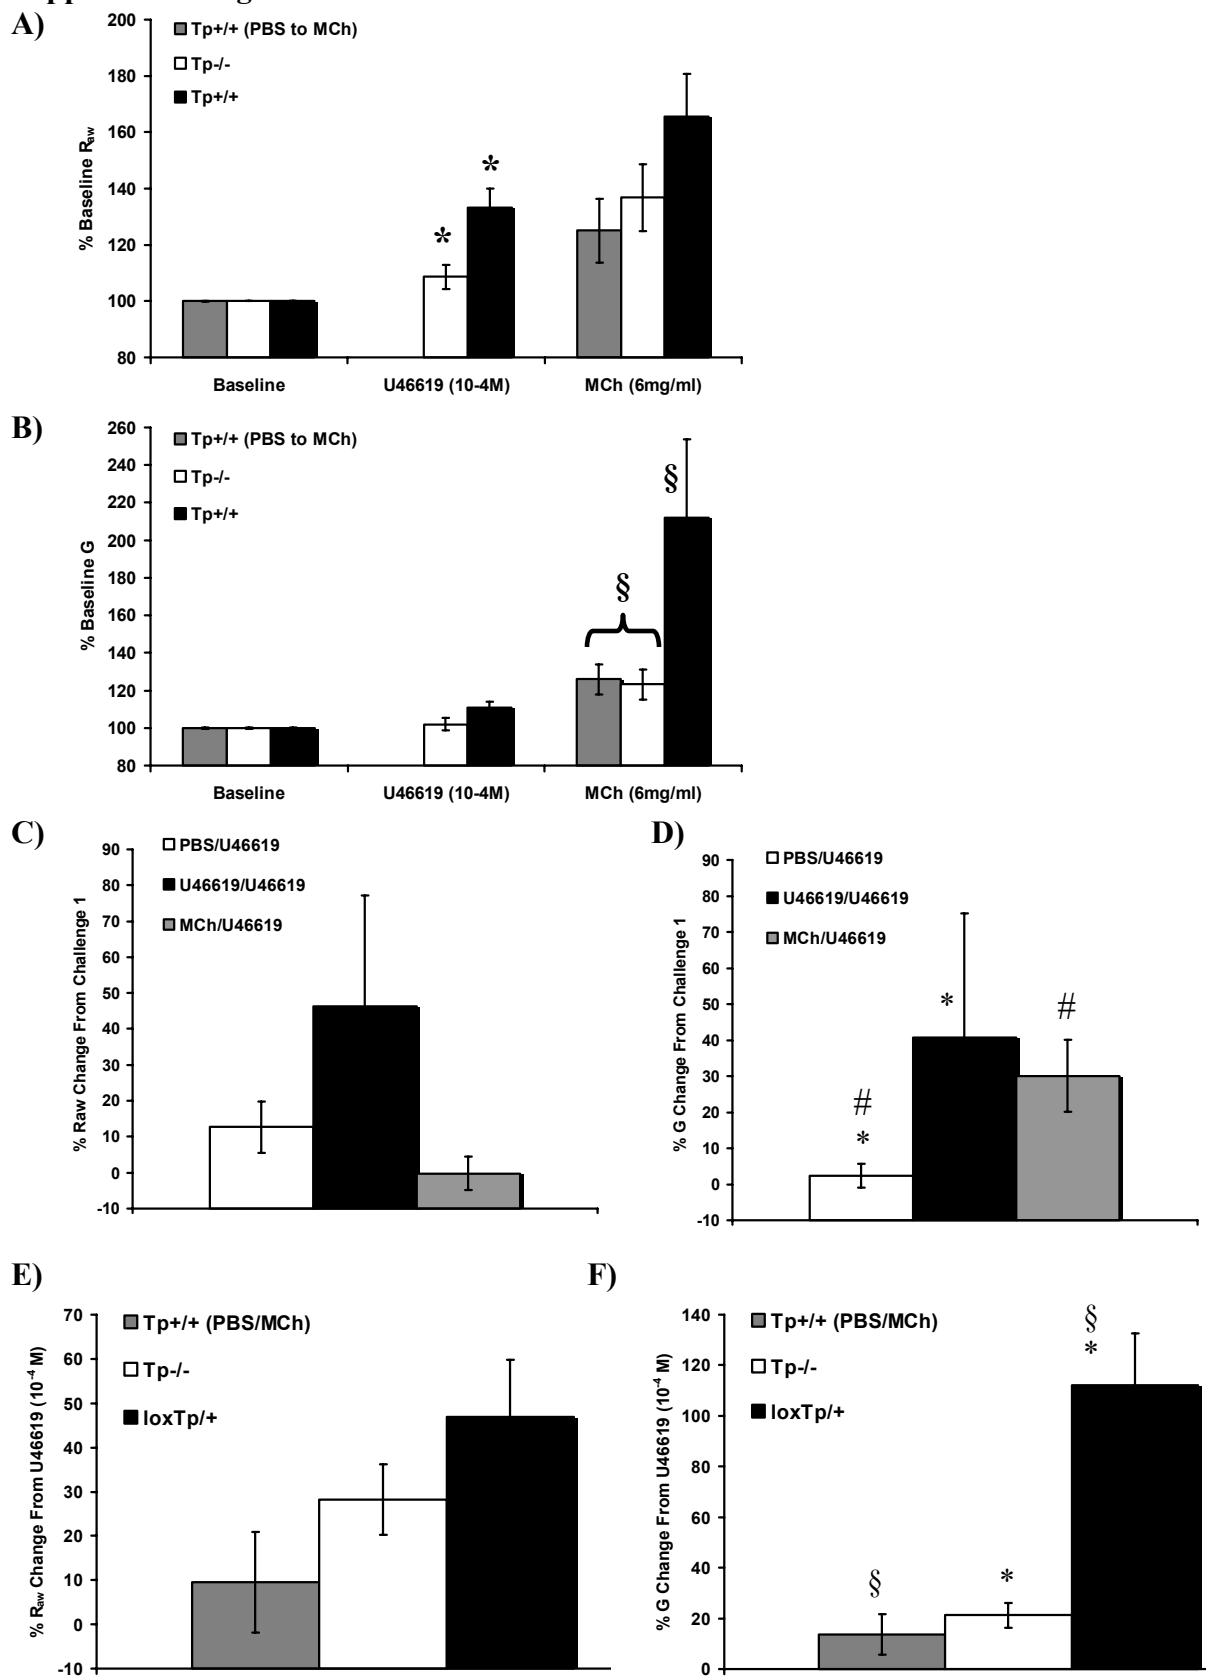 A)
200
180
160
140
120
100
80
% Baseline Raw
Tp+/+ (PBS to MCh)
Tp-/-
Tp+/+
*
*
Baseline
U46619 (10-4M)
MCh (6mg/ml)
B)
260
240
220
200
180
160
140
120
100
80
% Baseline G
Tp+/+ (PBS to MCh)
Tp-/-
Tp+/+
§
§
Baseline
U46619 (10-4M)
MCh (6mg/ml)
C)
90
80
70
60
50
40
30
20
10
0
-10
% Raw Change From Challenge 1
PBS/U46619
U46619/U46619
MCh/U46619
D)
90
80
70
60
50
40
30
20
10
0
-10
% G Change From Challenge 1
PBS/U46619
U46619/U46619
MCh/U46619
#
*
*
#
E)
70
60
50
40
30
20
10
0
-10
% Raw Change From U46619 (10-4 M)
Tp+/+ (PBS/MCh)
Tp-/-
loxTp/+
F)
140
120
100
80
60
40
20
0
% G Change From U46619 (10-4 M)
Tp+/+ (PBS/MCh)
Tp-/-
loxTp/+
§
*
§
*